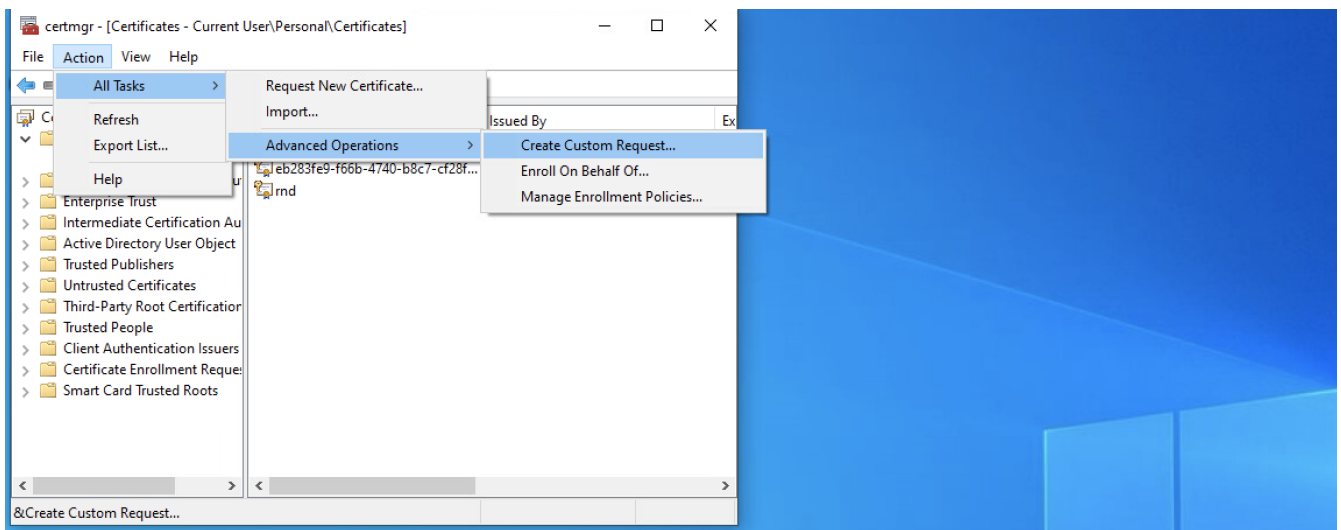 certmgr - [Certificates - Current User\Personal\Certificates]
File Action View Help
All Tasks
Refresh
Export List...
Help
Request New Certificate...
Import...
Advanced Operations
Create Custom Request...
Enroll On Behalf Of...
Manage Enrollment Policies...
Issued By
Ex
eb283fe9-f66b-4740-b8c7-cf28f...
rnd
Enterprise Trust
Intermediate Certification Au
Active Directory User Object
Trusted Publishers
Untrusted Certificates
Third-Party Root Certification
Trusted People
Client Authentication Issuers
Certificate Enrollment Reques
Smart Card Trusted Roots
&Create Custom Request...